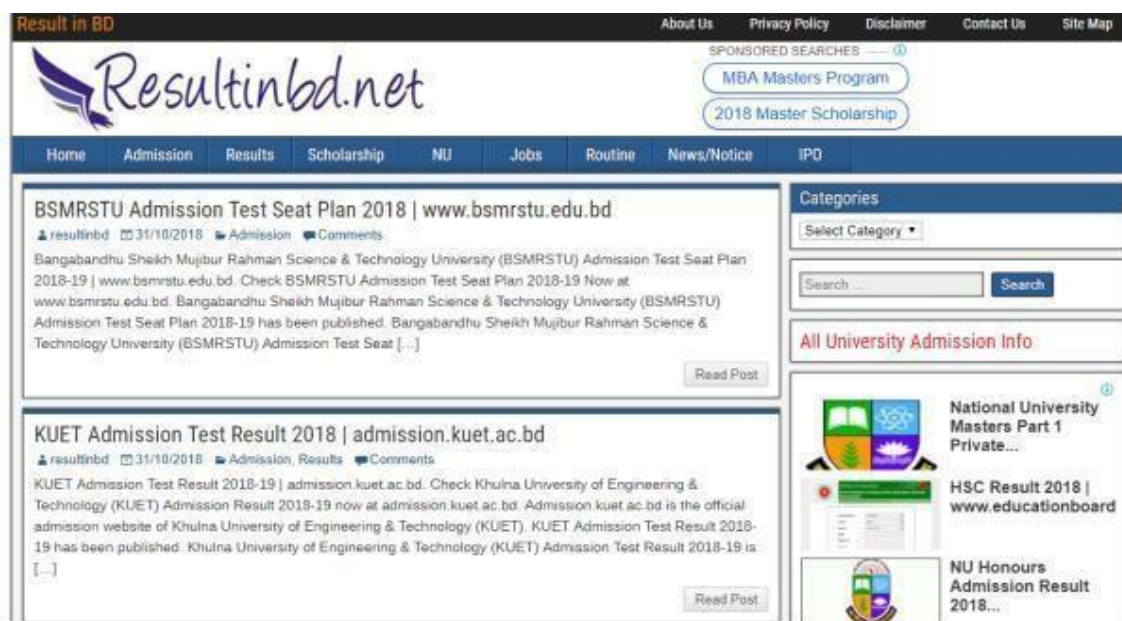 Result in BD
About Us Privacy Policy Disclaimer Contact Us Site Map
Resultinbd.net
SPONSORED SEARCHES
MBA Masters Program
2018 Master Scholarship
Home Admission Results Scholarship NU Jobs Routine News/Notice IPO
BSMRSTU Admission Test Seat Plan 2018 | www.bsmrstu.edu.bd
resultinbd 31/10/2018 Admission Comments
Bangabandhu Sheikh Mujibur Rahman Science & Technology University (BSMRSTU) Admission Test Seat Plan
2018-19 | www.bsmrstu.edu.bd. Check BSMRSTU Admission Test Seat Plan 2018-19 Now at
www.bsmrstu.edu.bd. Bangabandhu Sheikh Mujibur Rahman Science & Technology University (BSMRSTU)
Admission Test Seat Plan 2018-19 has been published. Bangabandhu Sheikh Mujibur Rahman Science &
Technology University (BSMRSTU) Admission Test Seat [...]
Read Post
KUET Admission Test Result 2018 | admission.kuet.ac.bd
resultinbd 31/10/2018 Admission, Results Comments
KUET Admission Test Result 2018-19 | admission.kuet.ac.bd. Check Khulna University of Engineering &
Technology (KUET) Admission Result 2018-19 now at admission.kuet.ac.bd. Admission.kuet.ac.bd is the official
admission website of Khulna University of Engineering & Technology (KUET). KUET Admission Test Result 2018-
19 has been published. Khulna University of Engineering & Technology (KUET) Admission Test Result 2018-19 is
[...]
Read Post
Categories
Select Category
Search ...
Search
All University Admission Info
National University
Masters Part 1
Private...
HSC Result 2018 |
www.educationboard
NU Honours
Admission Result
2018...